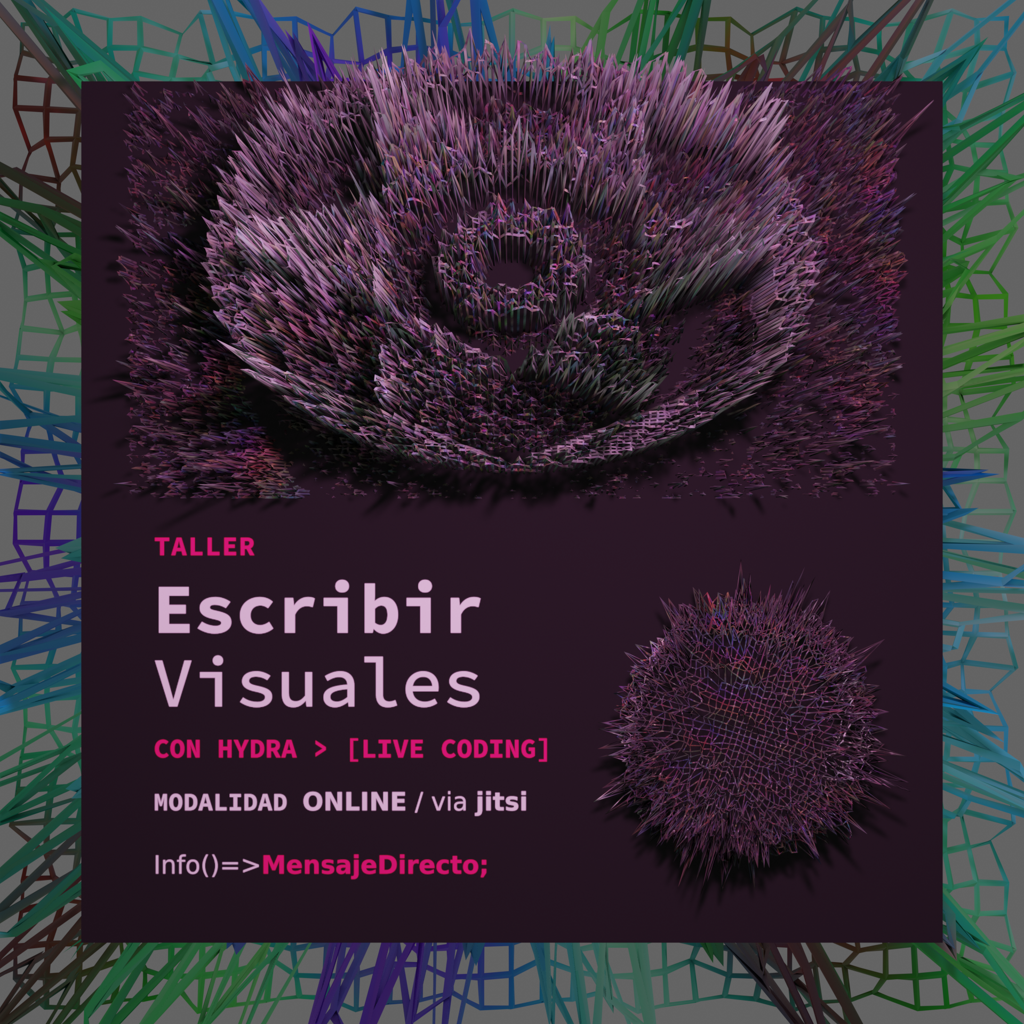 TALLER
Escribir
Visuales
CON HYDRA > [LIVE CODING]
MODALIDAD ONLINE / via jitsi
Info()=>MensajeDirecto;